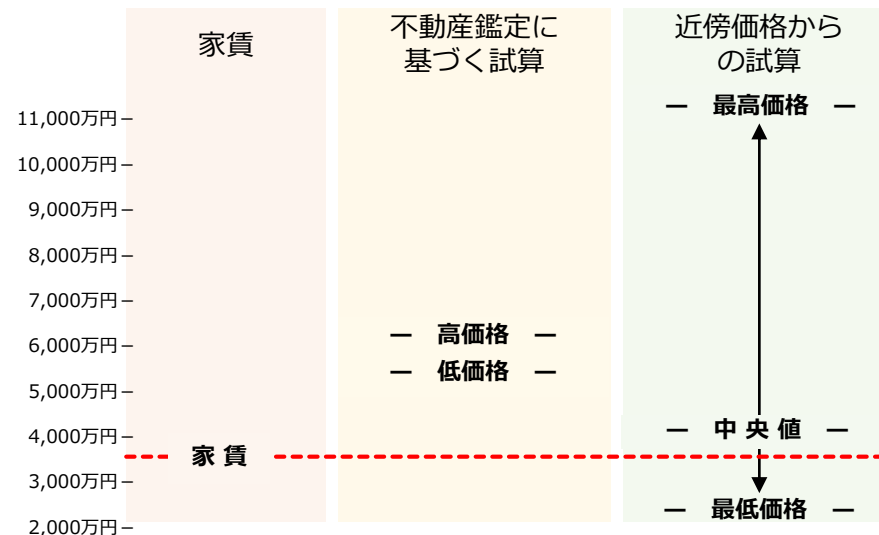 家賃
不動産鑑定に
基づく試算
近傍価格から
の試算
11,000万円
10,000万円
9,000万円
8,000万円
7,000万円
6,000万円
5,000万円
4,000万円
3,000万円
2,000万円
家 賃
― 高価格 ―
― 低価格 ―
― 最高価格 ―
― 中 央 値 ―
― 最低価格 ―